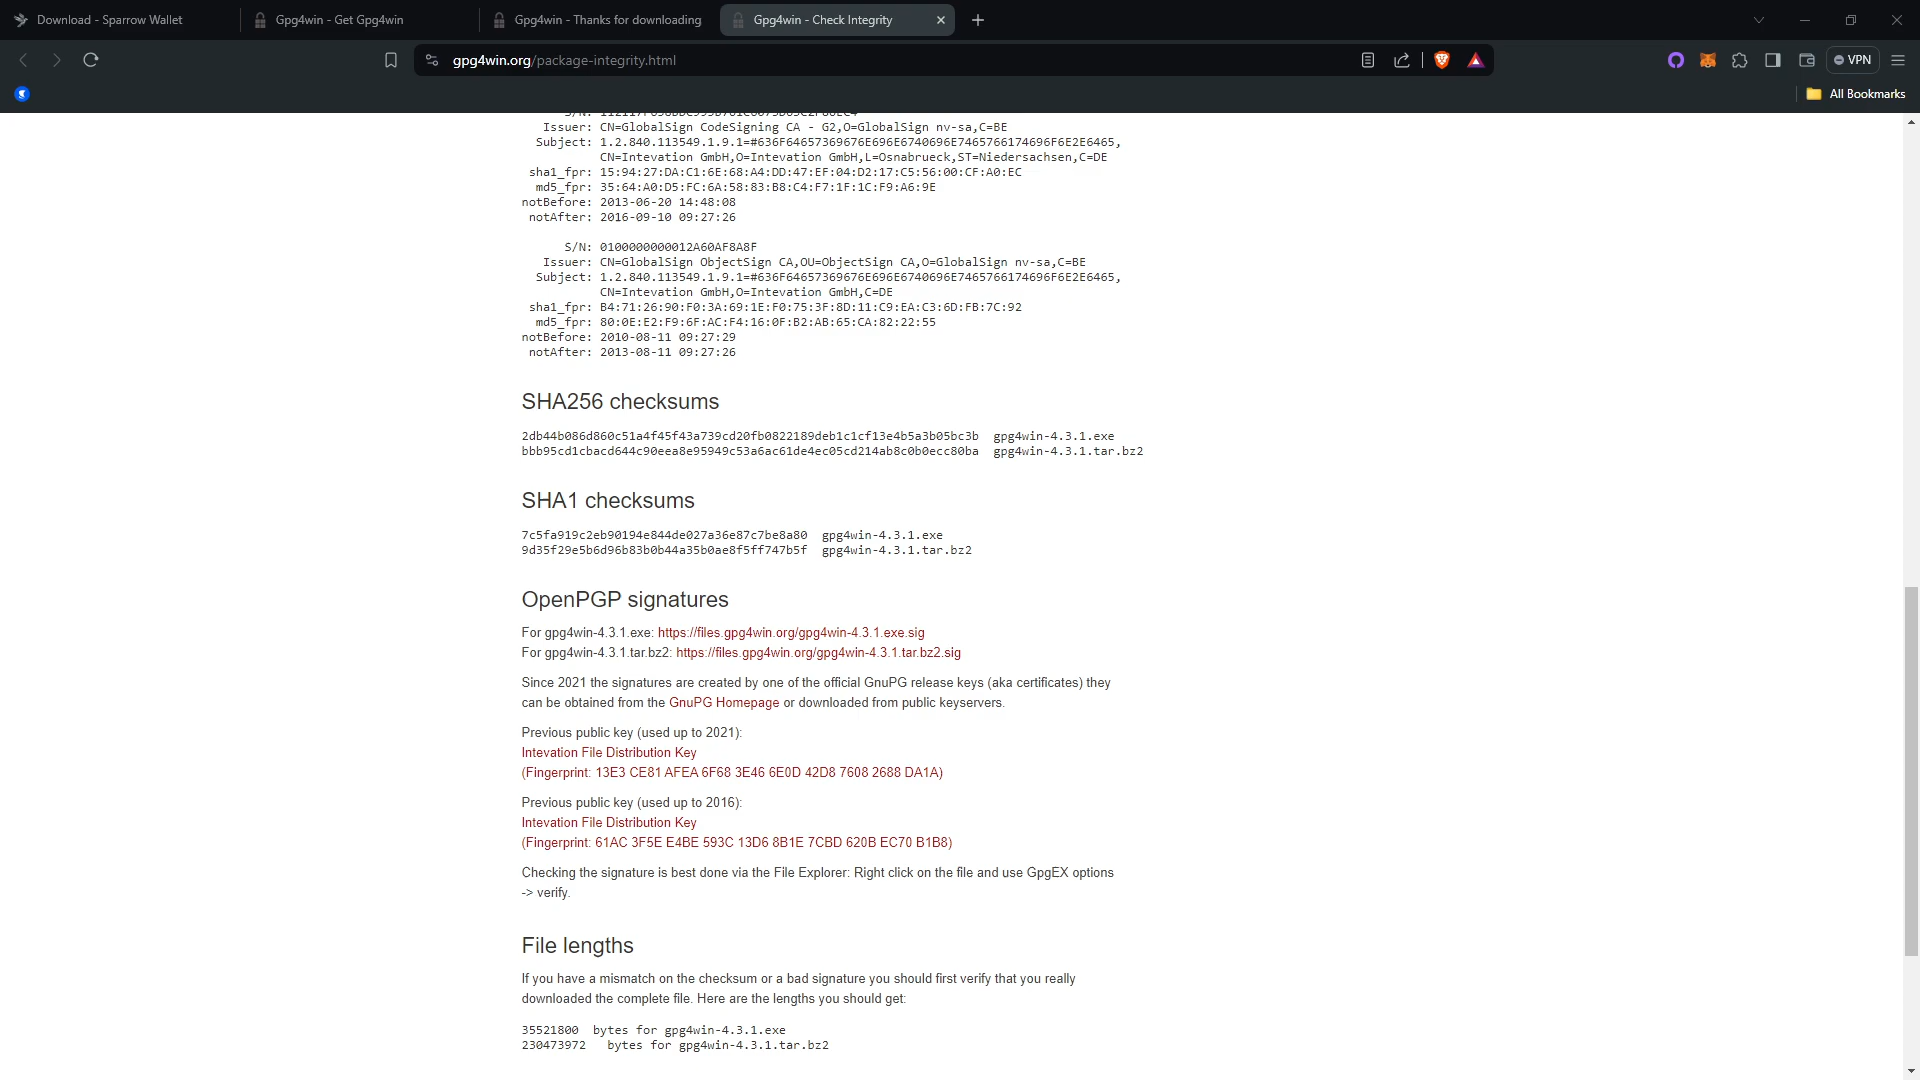 Download - Sparrow Wallet
Gpg4win - Get Gpg4win
Gpg4win - Thanks for downloading
Gpg4win - Check Integrity
gpg4win.org/package-integrity.html
VPN
All Bookmarks
Issuer: CN=GlobalSign CodeSigning CA - G2,O=GlobalSign nv-sa,C=BE
Subject: 1.2.840.113549.1.9.1=#636F64657369676E696E6740696E7465766174696F6E2E6465,
CN=Intevation GmbH,O=Intevation GmbH,L=Osnabrueck,ST=Niedersachsen,C=DE
sha1_fpr: 15:94:27:DA:C1:6E:68:A4:DD:47:EF:04:D2:17:C5:56:00:CF:A0:EC
md5_fpr: 35:64:A0:D5:FC:6A:58:83:B8:C4:F7:1F:1C:F9:A6:9E
notBefore: 2013-06-20 14:48:08
notAfter: 2016-09-10 09:27:26
S/N: 0100000000012A60AF8A8F
Issuer: CN=GlobalSign ObjectSign CA,OU=ObjectSign CA,O=GlobalSign nv-sa,C=BE
Subject: 1.2.840.113549.1.9.1=#636F64657369676E696E6740696E7465766174696F6E2E6465,
CN=Intevation GmbH,O=Intevation GmbH,C=DE
sha1_fpr: B4:71:26:90:F0:3A:69:1E:F0:75:3F:8D:11:C9:EA:C3:6D:FB:7C:92
md5_fpr: 80:0E:E2:F9:6F:AC:F4:16:0F:B2:AB:65:CA:82:22:55
notBefore: 2010-08-11 09:27:29
notAfter: 2013-08-11 09:27:26
SHA256 checksums
2db44b086d860c51a4f45f43a739cd20fb0822189deb1c1cf13e4b5a3b05bc3b gpg4win-4.3.1.exe
bbb95cd1cbacd644c90eea8e95949c53a6ac61de4ec05cd214ab8c0b0ecc80ba gpg4win-4.3.1.tar.bz2
SHA1 checksums
7c5fa919c2eb90194e844de027a36e87c7be8a80 gpg4win-4.3.1.exe
9d35f29e5b6d96b83b0b44a35b0ae8f5ff747b5f gpg4win-4.3.1.tar.bz2
OpenPGP signatures
For gpg4win-4.3.1.exe: https://files.gpg4win.org/gpg4win-4.3.1.exe.sig
For gpg4win-4.3.1.tar.bz2: https://files.gpg4win.org/gpg4win-4.3.1.tar.bz2.sig
Since 2021 the signatures are created by one of the official GnuPG release keys (aka certificates) they
can be obtained from the GnuPG Homepage or downloaded from public keyservers.
Previous public key (used up to 2021):
Intevation File Distribution Key
(Fingerprint: 13E3 CE81 AFEA 6F68 3E46 6E0D 42D8 7608 2688 DA1A)
Previous public key (used up to 2016):
Intevation File Distribution Key
(Fingerprint: 61AC 3F5E E4BE 593C 13D6 8B1E 7CBD 620B EC70 B1B8)
Checking the signature is best done via the File Explorer: Right click on the file and use GpgEX options
-> verify.
File lengths
If you have a mismatch on the checksum or a bad signature you should first verify that you really
downloaded the complete file. Here are the lengths you should get:
35521800 bytes for gpg4win-4.3.1.exe
230473972 bytes for gpg4win-4.3.1.tar.bz2